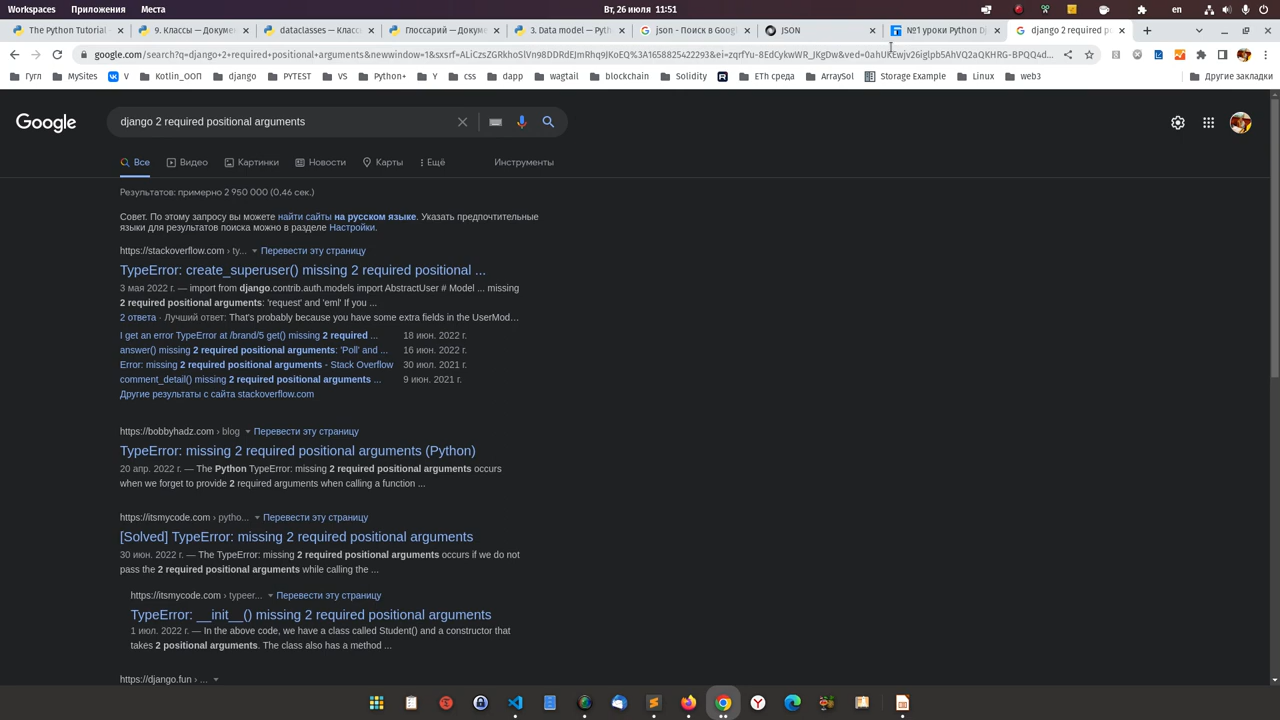 Workspaces Приложения Места Вт, 26 июля 11:51 en
The Python Tutorial
9. Классы — Докумен
dataclasses — Класс
Глоссарий — Докуме
3. Data model — Pyth
json - Поиск в Goog
JSON
№1 уроки Python Dj
django 2 required po
google.com/search?q=django+2+required+positional+arguments&newwindow=1&sxsrf=ALiCzsZGRkhoSlVn98DDRdEJmRhq9JKoEQ%3A1658825422293&ei=zqrfYu-8EdCykwWR_JKgDw&ved=0ahUKEwjv26iglpb5AhVQ2aQKHRG-BPQQ4d...
Гугл MySites V Kotlin_ООП django PYTEST VS Python+ Y css dapp wagtail blockchain Solidity ETh среда ArraySol Storage Example Linux web3 Другие закладки
Google django 2 required positional arguments
Все Видео Картинки Новости Карты Ещё Инструменты
Результатов: примерно 2 950 000 (0,46 сек.)
Совет. По этому запросу вы можете найти сайты на русском языке. Указать предпочтительные
языки для результатов поиска можно в разделе Настройки.
https://stackoverflow.com › ty... Перевести эту страницу
TypeError: create_superuser() missing 2 required positional ...
3 мая 2022 г. — import from django.contrib.auth.models import AbstractUser # Model ... missing
2 required positional arguments: 'request' and 'eml' If you ...
2 ответа · Лучший ответ: That's probably because you have some extra fields in the UserMod...
I get an error TypeError at /brand/5 get() missing 2 required ... 18 июн. 2022 г.
answer() missing 2 required positional arguments: 'Poll' and ... 16 июн. 2022 г.
Error: missing 2 required positional arguments - Stack Overflow 30 июл. 2021 г.
comment_detail() missing 2 required positional arguments ... 9 июн. 2021 г.
Другие результаты с сайта stackoverflow.com
https://bobbyhadz.com › blog Перевести эту страницу
TypeError: missing 2 required positional arguments (Python)
20 апр. 2022 г. — The Python TypeError: missing 2 required positional arguments occurs
when we forget to provide 2 required arguments when calling a function ...
https://itsmycode.com › pytho... Перевести эту страницу
[Solved] TypeError: missing 2 required positional arguments
30 июн. 2022 г. — The TypeError: missing 2 required positional arguments occurs if we do not
pass the 2 required positional arguments while calling the ...
https://itsmycode.com › typeer... Перевести эту страницу
TypeError: __init__() missing 2 required positional arguments
1 июл. 2022 г. — In the above code, we have a class called Student() and a constructor that
takes 2 positional arguments. The class also has a method ...
https://django.fun › ...